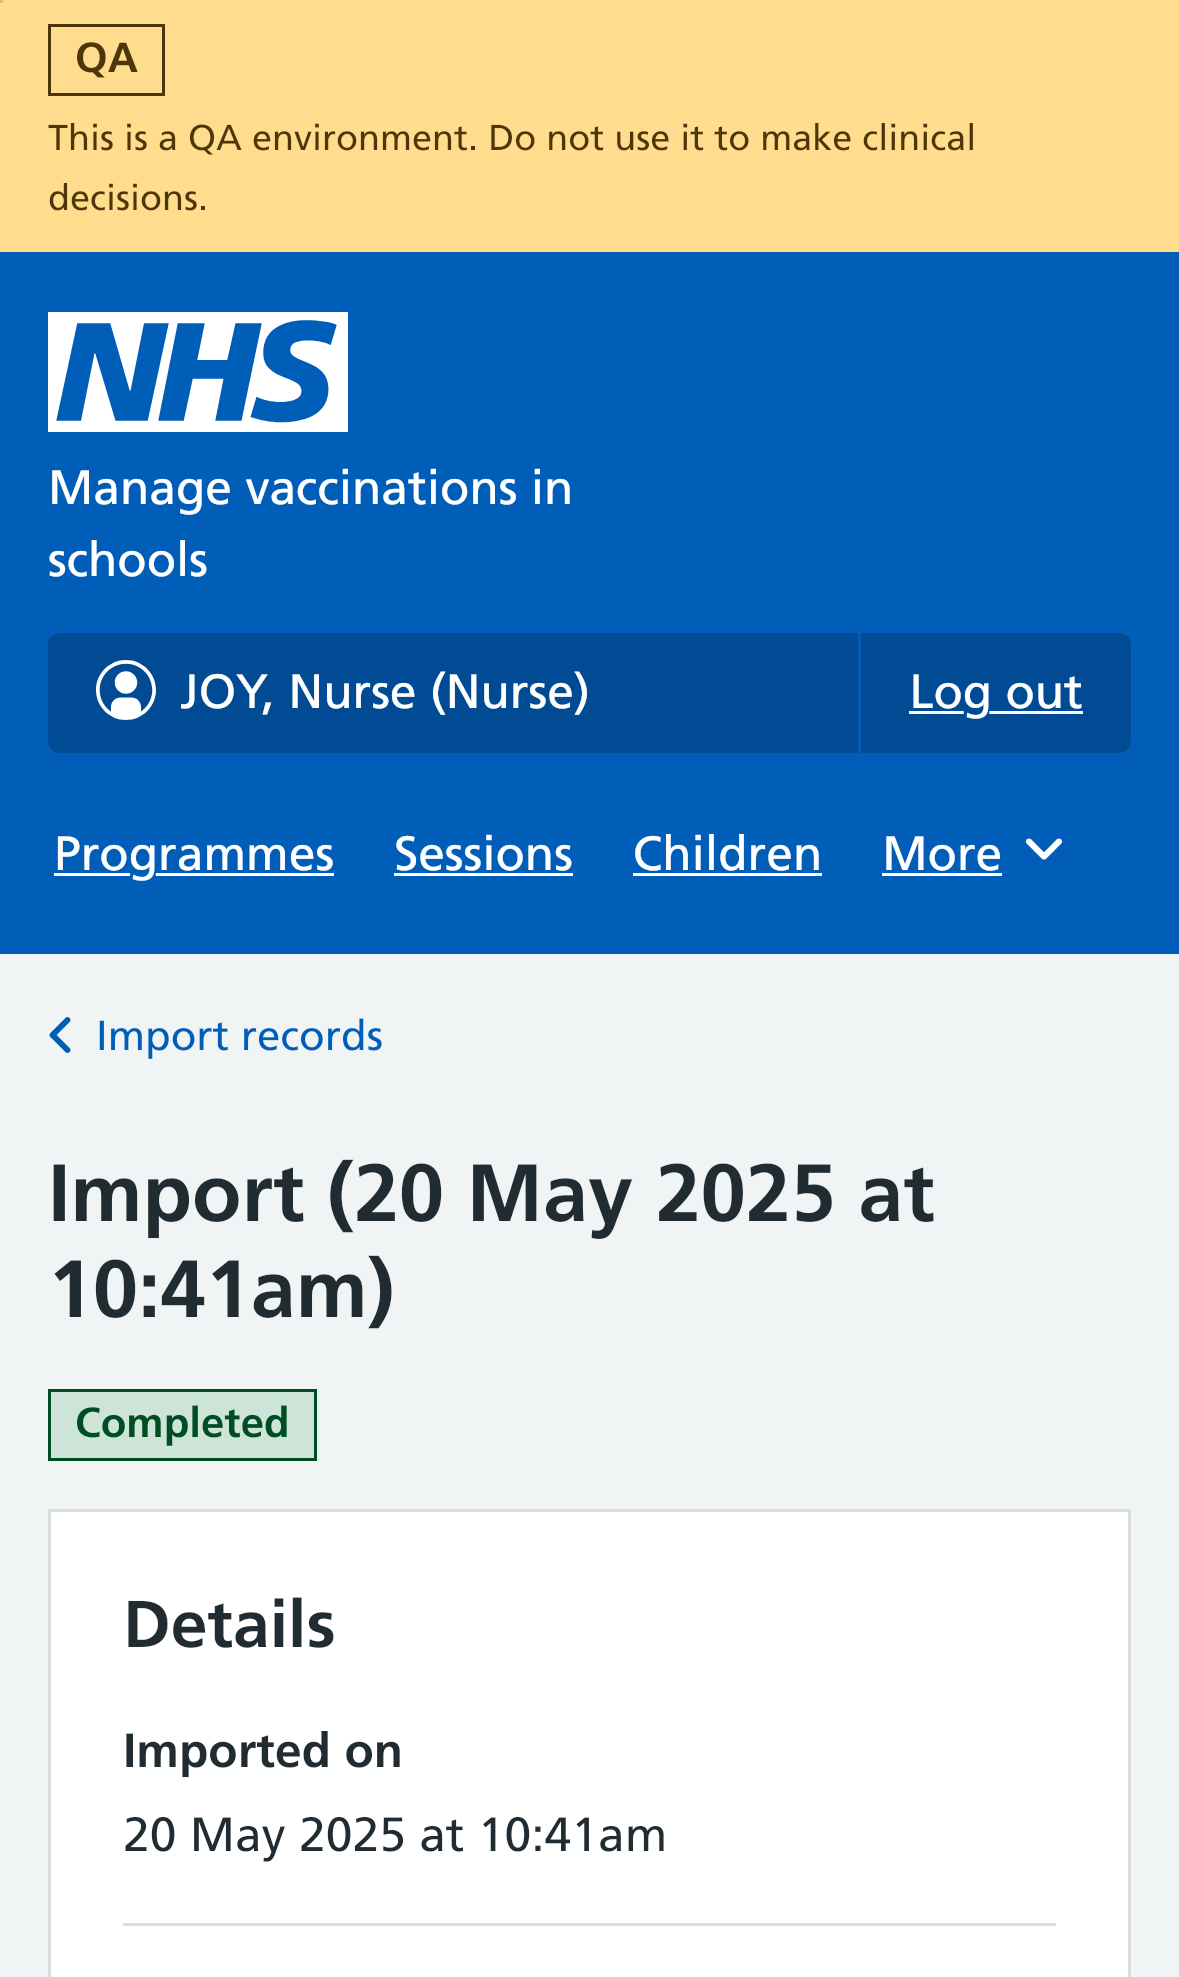 QA
This is a QA environment. Do not use it to make clinical
decisions.
NHS
Manage vaccinations in
schools
JOY, Nurse (Nurse)
Log out
Programmes Sessions Children More
Import records
Import (20 May 2025 at
10:41am)
Completed
Details
Imported on
20 May 2025 at 10:41am